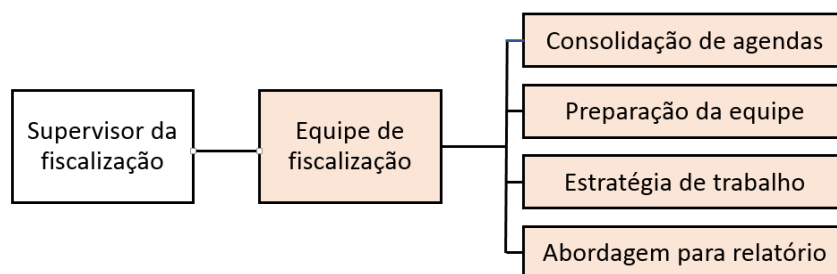 Supervisor da
fiscalização
Equipe de
fiscalização
Consolidação de agendas
Preparação da equipe
Estratégia de trabalho
Abordagem para relatório